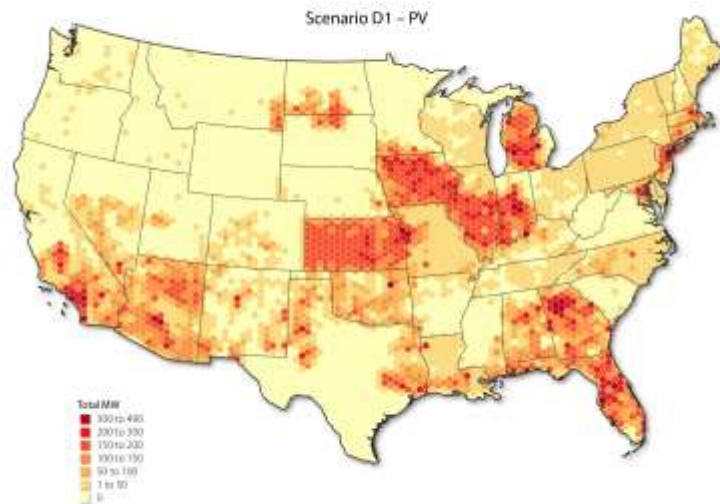 Scenario D1 – PV
Total MW
300 to 400
200 to 300
150 to 200
100 to 150
50 to 100
1 to 50
0